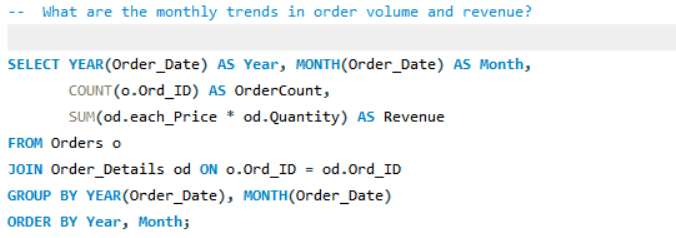 -- What are the monthly trends in order volume and revenue?
SELECT YEAR(Order_Date) AS Year, MONTH(Order_Date) AS Month,
COUNT(o.Ord_ID) AS OrderCount,
SUM(od.each_Price * od.Quantity) AS Revenue
FROM Orders o
JOIN Order_Details od ON o.Ord_ID = od.Ord_ID
GROUP BY YEAR(Order_Date), MONTH(Order_Date)
ORDER BY Year, Month;